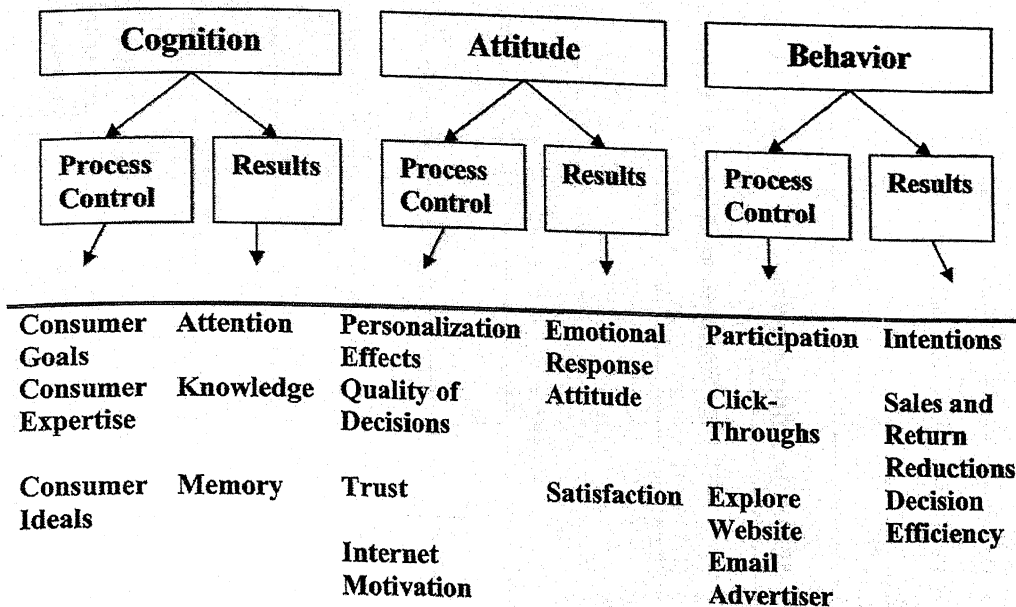 Cognition
Attitude
Behavior
Process
Control
Results
Process
Control
Results
Process
Control
Results
Consumer
Goals
Consumer
Expertise
Consumer
Ideals
Attention
Knowledge
Memory
Personalization
Effects
Quality of
Decisions
Trust
Internet
Motivation
Emotional
Response
Attitude
Satisfaction
Participation
Click-
Throughs
Explore
Website
Email
Advertiser
Intentions
Sales and
Return
Reductions
Decision
Efficiency